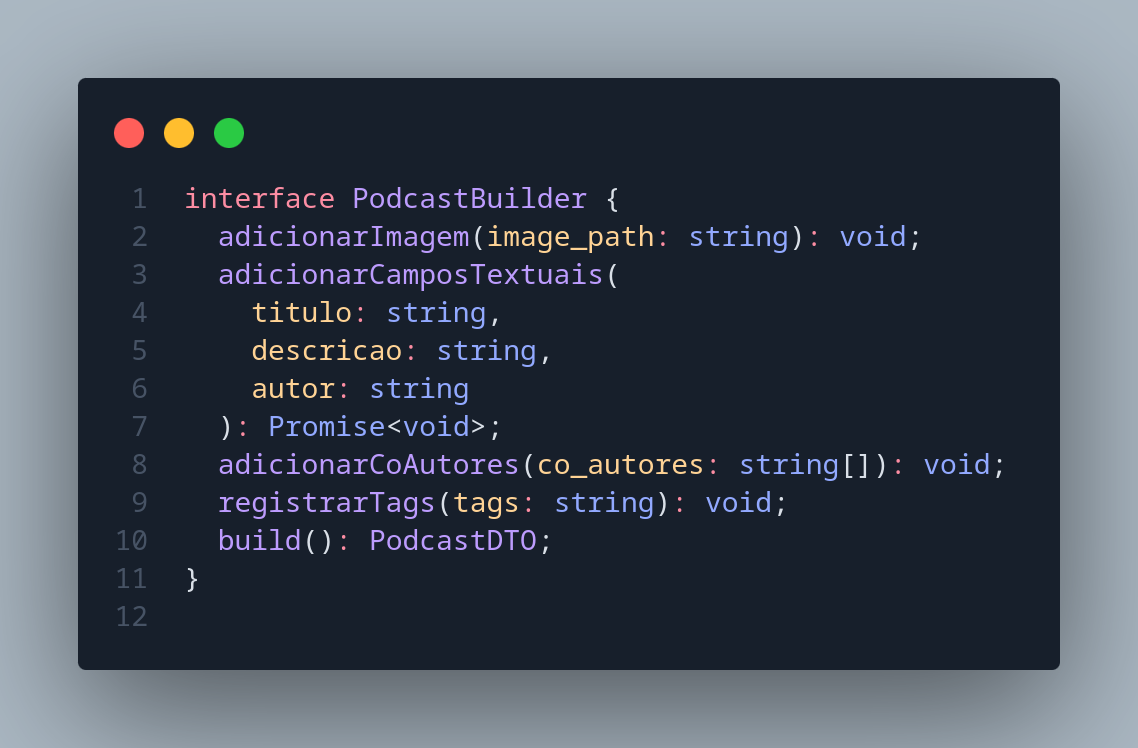 1 interface PodcastBuilder {
2   adicionarImagem(image_path: string): void;
3   adicionarCamposTextuais(
4     titulo: string,
5     descricao: string,
6     autor: string
7   ): Promise<void>;
8   adicionarCoAutores(co_autores: string[]): void;
9   registrarTags(tags: string): void;
10   build(): PodcastDTO;
11 }
12